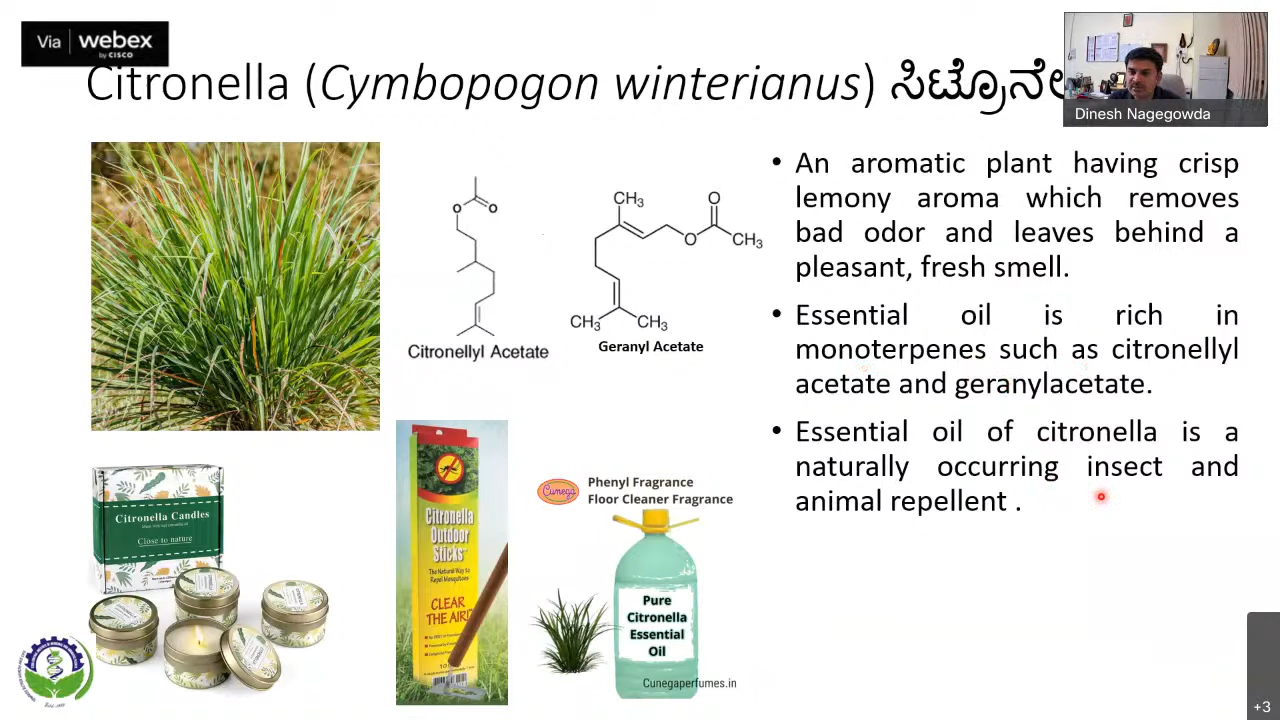 Via webex
by CISCO
Citronella (Cymbopogon winterianus) ಸಿಟ್ರೊನೆ
Dinesh Nagegowda
• An aromatic plant having crisp
lemony aroma which removes
bad odor and leaves behind a
pleasant, fresh smell.
• Essential oil is rich in
monoterpenes such as citronellyl
acetate and geranylacetate.
• Essential oil of citronella is a
naturally occurring insect and
animal repellent .
O
O
Citronellyl Acetate
CH3
O
O
CH3
CH3
CH3
Geranyl Acetate
Citronella Candles
Close to nature
Citronella
Outdoor
Sticks
The Natural Way to
Repel Mosquitoes
CLEAR
THE AIR!
Cunega
Phenyl Fragrance
Floor Cleaner Fragrance
Pure
Citronella
Essential
Oil
Cunegaperfumes.in
+3